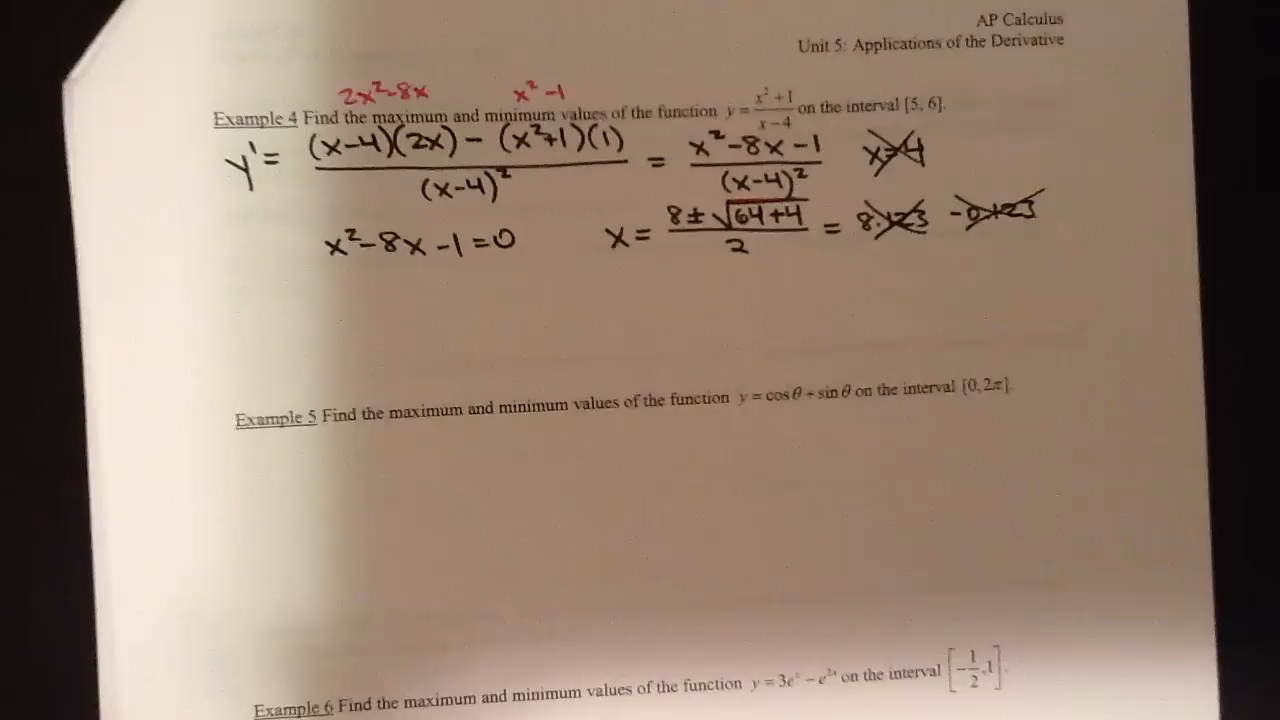 AP Calculus
Unit 5: Applications of the Derivative
2x²-8x x²-1
Example 4 Find the maximum and minimum values of the function y = (x²+1)/(x-4) on the interval [5, 6].
y' = ((x-4)(2x) - (x²+1)(1))/(x-4)² = (x²-8x-1)/(x-4)² x=4
x²-8x-1=0 x = (8±√(64+4))/2 = 8.123 -0.123
Example 5 Find the maximum and minimum values of the function y = cosθ + sinθ on the interval [0, 2π].
Example 6 Find the maximum and minimum values of the function y = 3eˣ - e²ˣ on the interval [-1/2, 1].